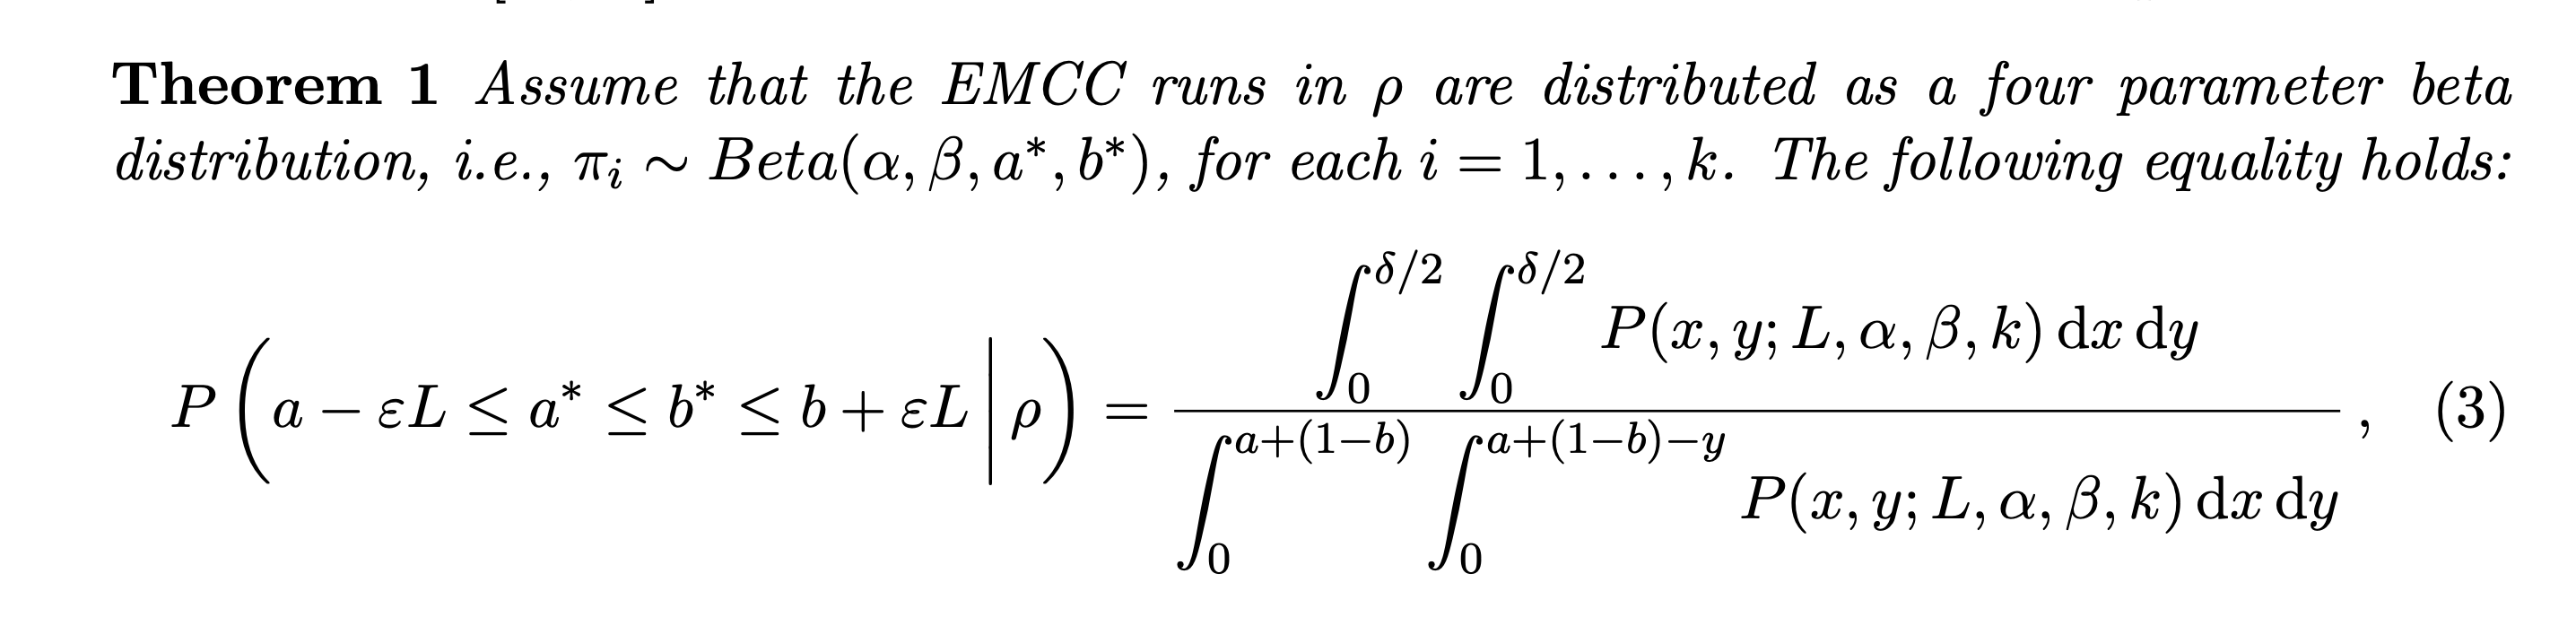 Theorem 1 Assume that the EMCC runs in ρ are distributed as a four parameter beta
distribution, i.e., π_i ∼ Beta(α, β, a*, b*), for each i = 1, . . . , k. The following equality holds:
P(a − εL ≤ a* ≤ b* ≤ b + εL | ρ) = \frac{∫_0^{δ/2} ∫_0^{δ/2} P(x, y; L, α, β, k) dx dy}{∫_0^{a+(1−b)} ∫_0^{a+(1−b)−y} P(x, y; L, α, β, k) dx dy}, (3)